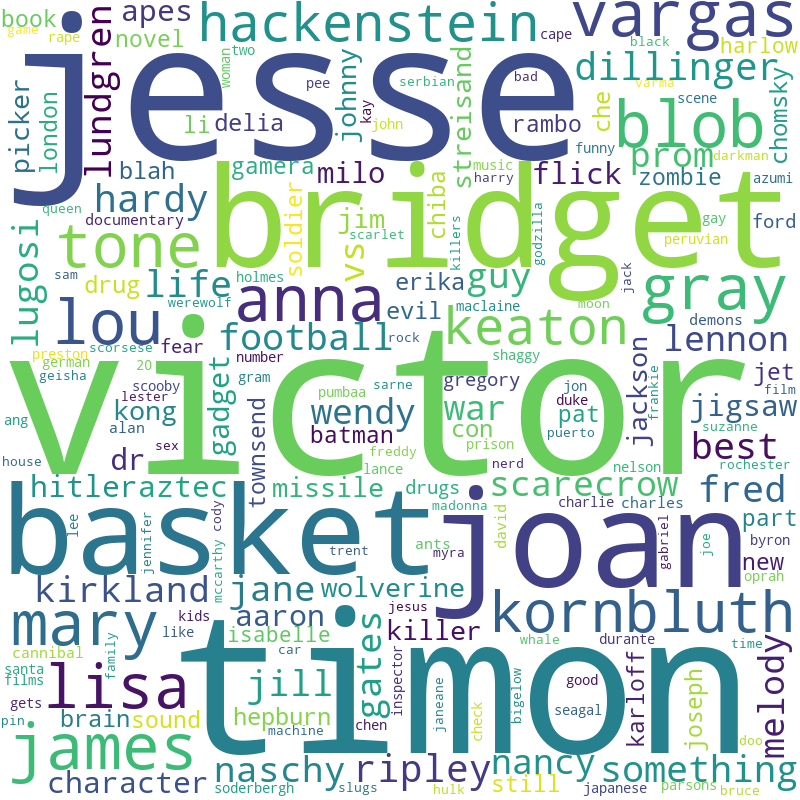 book
apes
hackenstein
vargas
game
rape
novel
two
cape
black
harlow
jesse
woman
pee
serbian
bad
dillinger
varma
picker
london
lundgren
li
delia
johnny
kay
john
streisand
rambo
che
scene
blob
chomsky
funny
prom
darkman
blah
gamera
milo
music
harry
flick
zombie
azumi
queen
hardy
documentary
bridget
soldier
jim
scarlet
vs
chiba
killers
godzilla
gay
peruvian
ford
lugosi
tone
sam
drug
life
holmes
werewolf
anna
erika
evil
maclaine
guy
jack
moon
gray
demons
preston
scorsese
lou
fear
football
rock
keaton
shaggy
lennon
german
geisha
20
scooby
number
gram
pumbaa
sarne
gregory
jon
duke
frankie
jackson
film
jet
victor
lester
kong
alan
gadget
wendy
war
pat
puerto
suzanne
jigsaw
ang
dr
sex
batman
con
prison
best
house
townsend
freddy
lance
nerd
nelson
rochester
hitleraztec
missile
drugs
scarecrow
fred
basket
cody
madonna
charlie
charles
part
lee
jennifer
mccarthy
trent
ants
myra
david
joan
gabriel
joe
byron
new
oprah
kirkland
jane
wolverine
kornbluth
mary
kids
like
aaron
jesus
killer
whale
durante
time
cannibal
family
isabelle
car
gates
inspector
janeane
check
bigelow
timon
santa
films
lisa
jill
good
karloff
joseph
melody
gets
pin
brain
sound
hepburn
machine
chen
seagal
doo
james
character
naschy
soderbergh
slugs
ripley
hulk
nancy
still
something
japanese
parsons
bruce